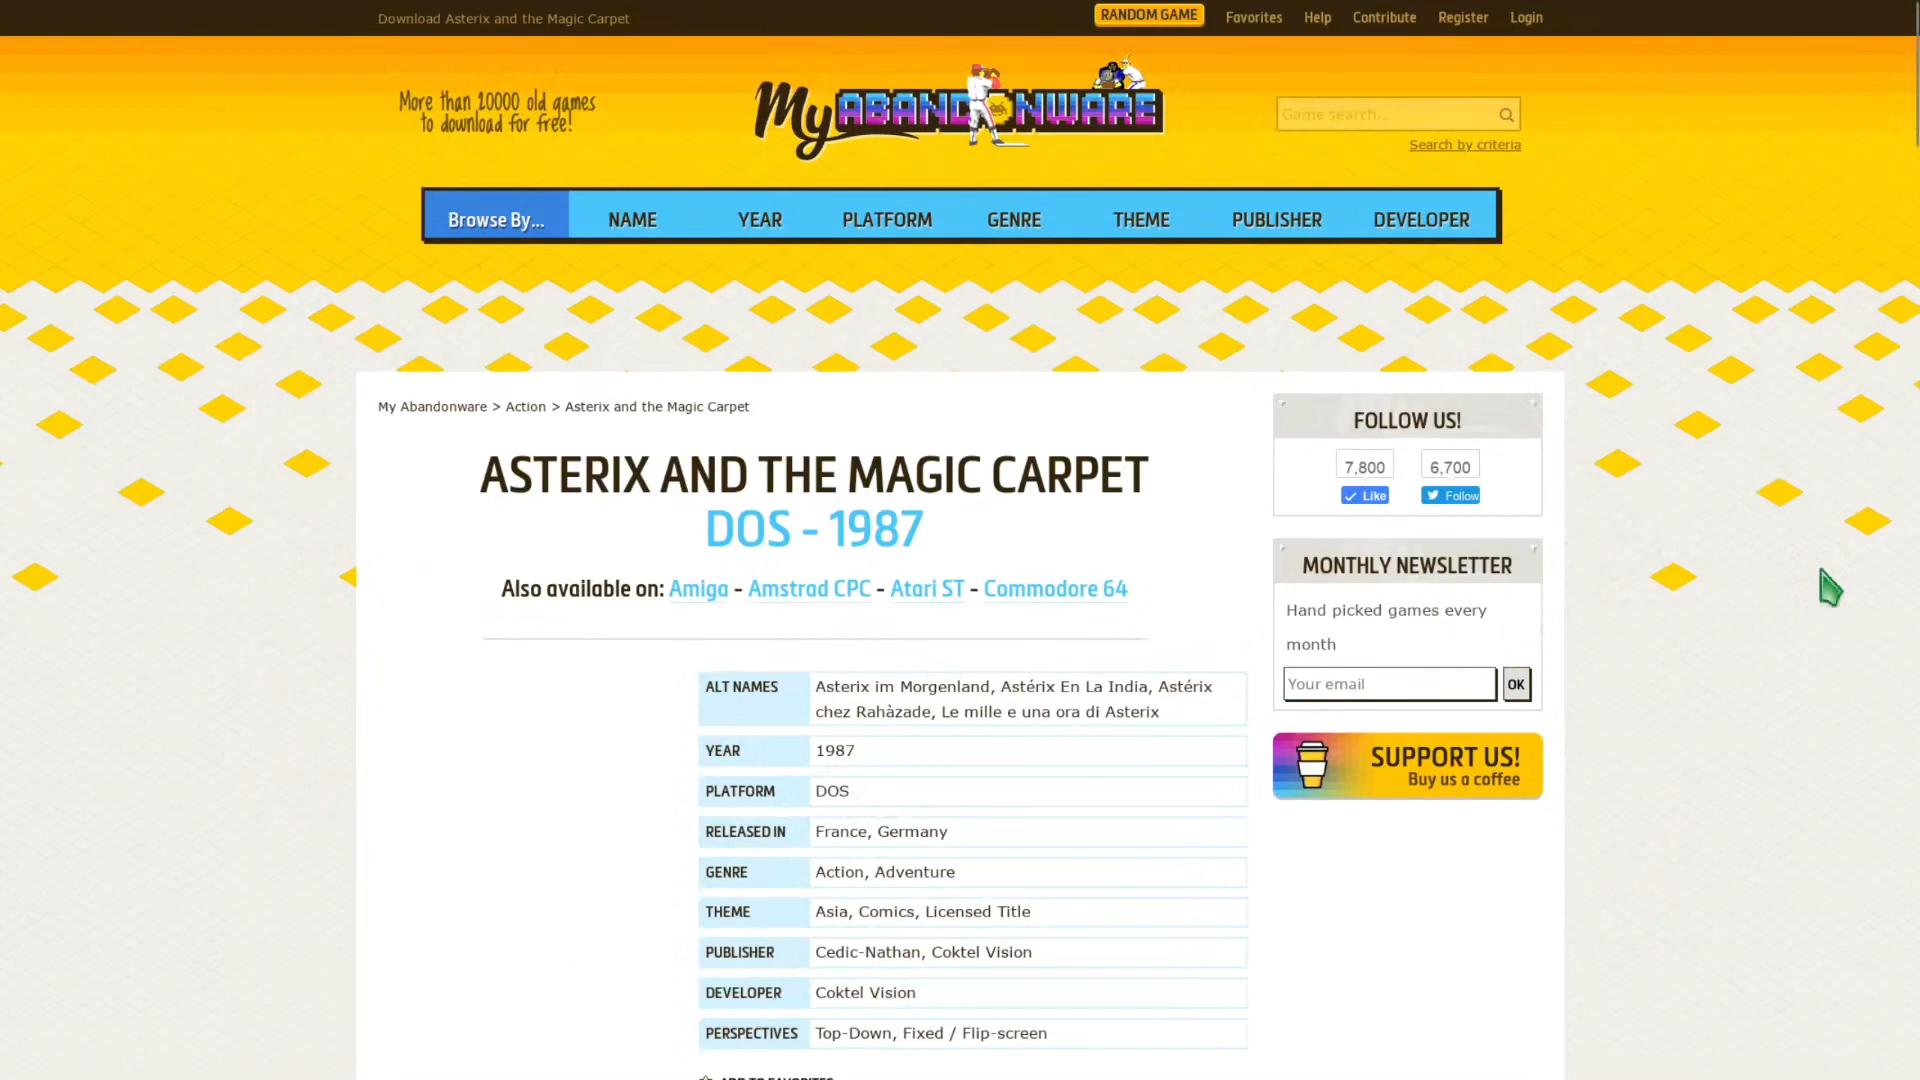 Download Asterix and the Magic Carpet
RANDOM GAME Favorites Help Contribute Register Login
More than 10000 old games
to download for free!
My ABANDONWARE
Game search...
Search by criteria
Browse By... NAME YEAR PLATFORM GENRE THEME PUBLISHER DEVELOPER
My Abandonware > Action > Asterix and the Magic Carpet
ASTERIX AND THE MAGIC CARPET
DOS - 1987
Also available on: Amiga - Amstrad CPC - Atari ST - Commodore 64
ALT NAMES Asterix im Morgenland, Astérix En La India, Astérix
chez Rahàzade, Le mille e una ora di Asterix
YEAR 1987
PLATFORM DOS
RELEASED IN France, Germany
GENRE Action, Adventure
THEME Asia, Comics, Licensed Title
PUBLISHER Cedic-Nathan, Coktel Vision
DEVELOPER Coktel Vision
PERSPECTIVES Top-Down, Fixed / Flip-screen
ADD TO FAVORITES
FOLLOW US!
7,800 6,700
Like Follow
MONTHLY NEWSLETTER
Hand picked games every
month
Your email OK
SUPPORT US!
Buy us a coffee